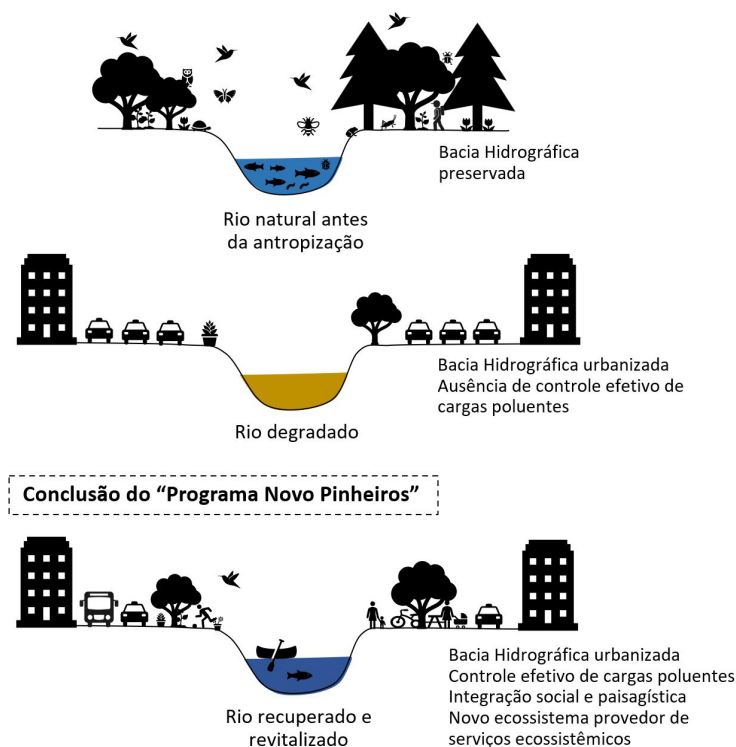 Bacia Hidrográfica
preservada
Rio natural antes
da antropização
Bacia Hidrográfica urbanizada
Ausência de controle efetivo de
cargas poluentes
Rio degradado
Conclusão do “Programa Novo Pinheiros”
Bacia Hidrográfica urbanizada
Controle efetivo de cargas poluentes
Integração social e paisagística
Novo ecossistema provedor de
serviços ecossistêmicos
Rio recuperado e
revitalizado